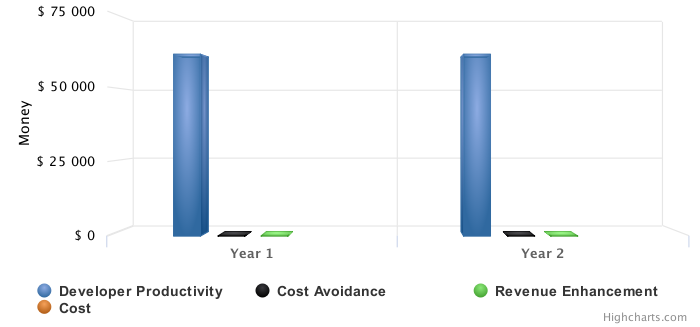 $ 75 000
$ 50 000
$ 25 000
$ 0
Money
Year 1 Year 2
Developer Productivity Cost Avoidance Revenue Enhancement
Cost
Highcharts.com